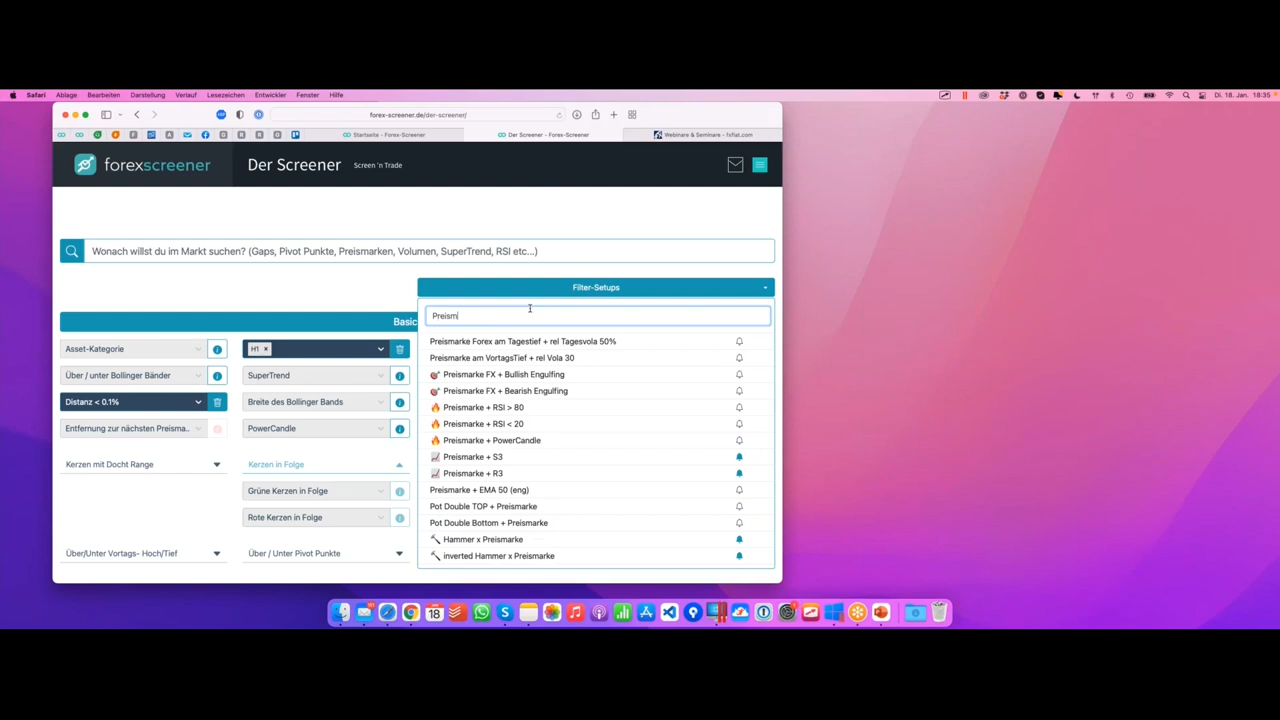 Safari Ablage Bearbeiten Darstellung Verlauf Lesezeichen Entwickler Fenster Hilfe Di. 18. Jan. 18:35
forex-screener.de/der-screener/
Startseite - Forex-Screener Der Screener - Forex-Screener Webinare & Seminare - fxflat.com
forexscreener Der Screener Screen 'n Trade
Wonach willst du im Markt suchen? (Gaps, Pivot Punkte, Preismarken, Volumen, SuperTrend, RSI etc...)
Filter-Setups
Preism
Basic
Preismarke Forex am Tagestief + rel Tagesvola 50%
Asset-Kategorie H1 ×
Preismarke am VortagsTief + rel Vola 30
Über / unter Bollinger Bänder SuperTrend
Preismarke FX + Bullish Engulfing
Preismarke FX + Bearish Engulfing
Distanz < 0.1% Breite des Bollinger Bands
Preismarke + RSI > 80
Preismarke + RSI < 20
Entfernung zur nächsten Preisma.. PowerCandle
Preismarke + PowerCandle
Preismarke + S3
Kerzen mit Docht Range Kerzen in Folge
Preismarke + R3
Grüne Kerzen in Folge
Preismarke + EMA 50 (eng)
Pot Double TOP + Preismarke
Rote Kerzen in Folge
Pot Double Bottom + Preismarke
Hammer x Preismarke
Über/Unter Vortags- Hoch/Tief Über / Unter Pivot Punkte
inverted Hammer x Preismarke
18